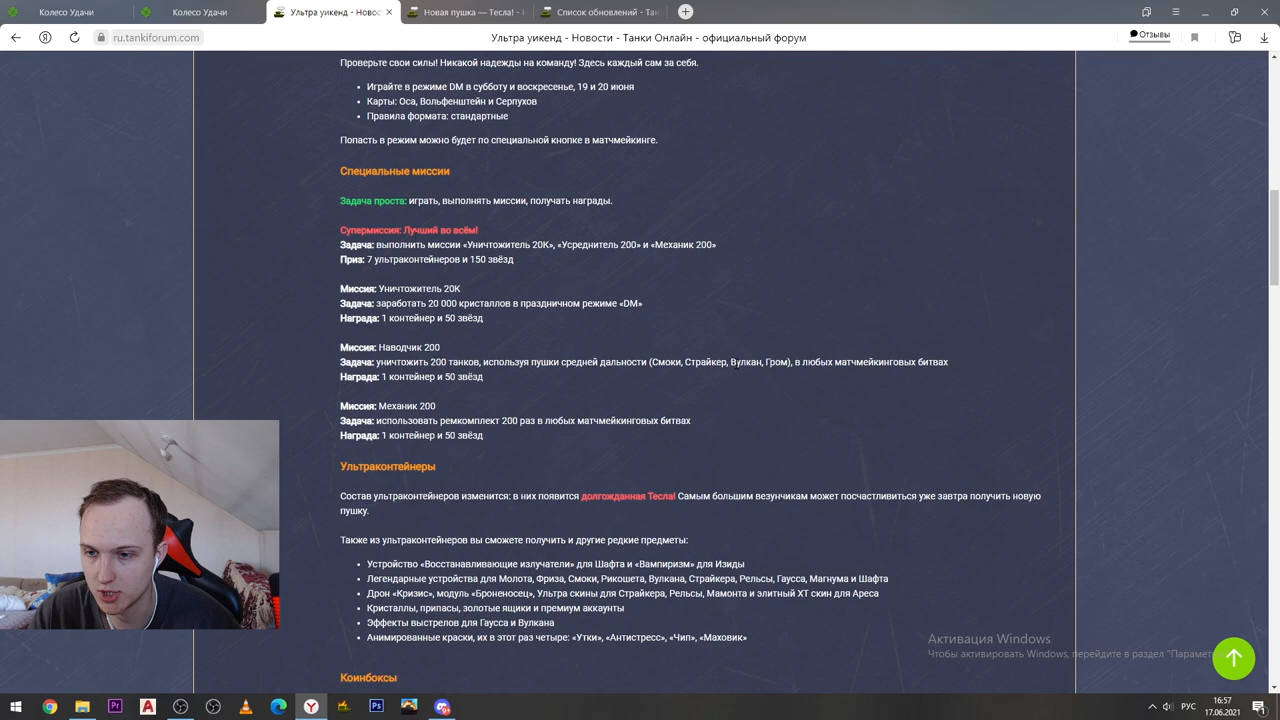 Колесо Удачи
Колесо Удачи
Ультра уикенд - Новос
Новая пушка — Тесла! -
Список обновлений - Та
ru.tankiforum.com
Ультра уикенд - Новости - Танки Онлайн - официальный форум
Отзывы
Проверьте свои силы! Никакой надежды на команду! Здесь каждый сам за себя.
• Играйте в режиме DM в субботу и воскресенье, 19 и 20 июня
• Карты: Оса, Вольфенштейн и Серпухов
• Правила формата: стандартные
Попасть в режим можно будет по специальной кнопке в матчмейкинге.
Специальные миссии
Задача проста: играть, выполнять миссии, получать награды.
Супермиссия: Лучший во всём!
Задача: выполнить миссии «Уничтожитель 20К», «Усреднитель 200» и «Механик 200»
Приз: 7 ультраконтейнеров и 150 звёзд
Миссия: Уничтожитель 20К
Задача: заработать 20 000 кристаллов в праздничном режиме «DM»
Награда: 1 контейнер и 50 звёзд
Миссия: Наводчик 200
Задача: уничтожить 200 танков, используя пушки средней дальности (Смоки, Страйкер, Вулкан, Гром), в любых матчмейкинговых битвах
Награда: 1 контейнер и 50 звёзд
Миссия: Механик 200
Задача: использовать ремкомплект 200 раз в любых матчмейкинговых битвах
Награда: 1 контейнер и 50 звёзд
Ультраконтейнеры
Состав ультраконтейнеров изменится: в них появится долгожданная Тесла! Самым большим везунчикам может посчастливиться уже завтра получить новую
пушку.
Также из ультраконтейнеров вы сможете получить и другие редкие предметы:
• Устройство «Восстанавливающие излучатели» для Шафта и «Вампиризм» для Изиды
• Легендарные устройства для Молота, Фриза, Смоки, Рикошета, Вулкана, Страйкера, Рельсы, Гаусса, Магнума и Шафта
• Дрон «Кризис», модуль «Броненосец», Ультра скины для Страйкера, Рельсы, Мамонта и элитный ХТ скин для Ареса
• Кристаллы, припасы, золотые ящики и премиум аккаунты
• Эффекты выстрелов для Гаусса и Вулкана
• Анимированные краски, их в этот раз четыре: «Утки», «Антистресс», «Чип», «Маховик»
Коинбоксы
Активация Windows
Чтобы активировать Windows, перейдите в раздел "Парамет
РУС
16:57
17.06.2021